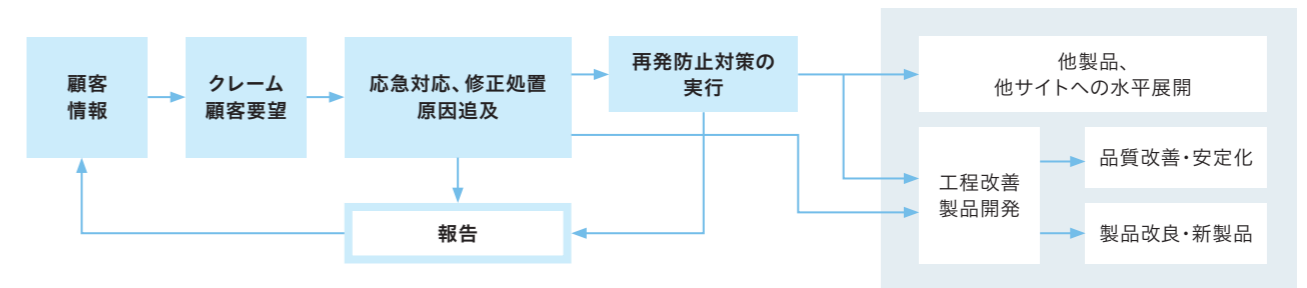 顧客
情報
クレーム
顧客要望
応急対応、修正処置
原因追及
再発防止対策の
実行
報告
他製品、
他サイトへの水平展開
工程改善
製品開発
品質改善・安定化
製品改良・新製品